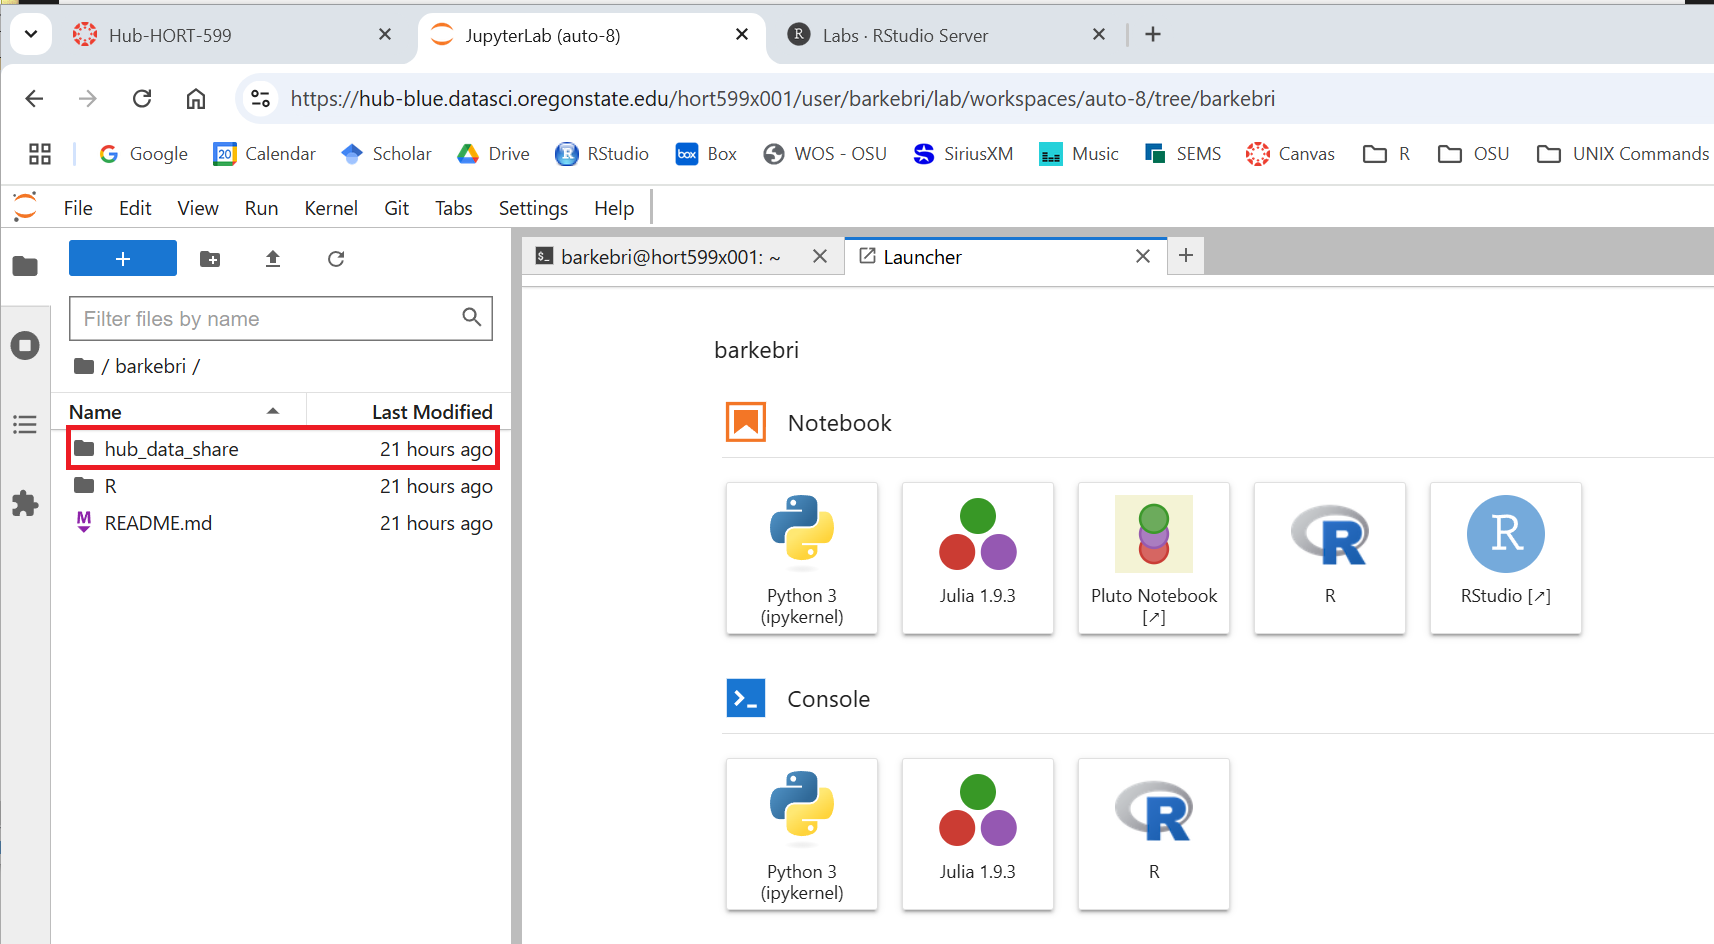 Hub-HORT-599
JupyterLab (auto-8)
R Labs · RStudio Server
https://hub-blue.datasci.oregonstate.edu/hort599x001/user/barkebri/lab/workspaces/auto-8/tree/barkebri
G Google 20 Calendar Scholar Drive R RStudio box Box WOS - OSU SiriusXM Music SEMS Canvas R OSU UNIX Commands
File Edit View Run Kernel Git Tabs Settings Help
+
$_ barkebri@hort599x001: ~ Launcher
Filter files by name
/ barkebri /
Name Last Modified
hub_data_share 21 hours ago
R 21 hours ago
M README.md 21 hours ago
barkebri
Notebook
Python 3 (ipykernel)
Julia 1.9.3
Pluto Notebook [↗]
R R
R RStudio [↗]
>_ Console
Python 3 (ipykernel)
Julia 1.9.3
R R